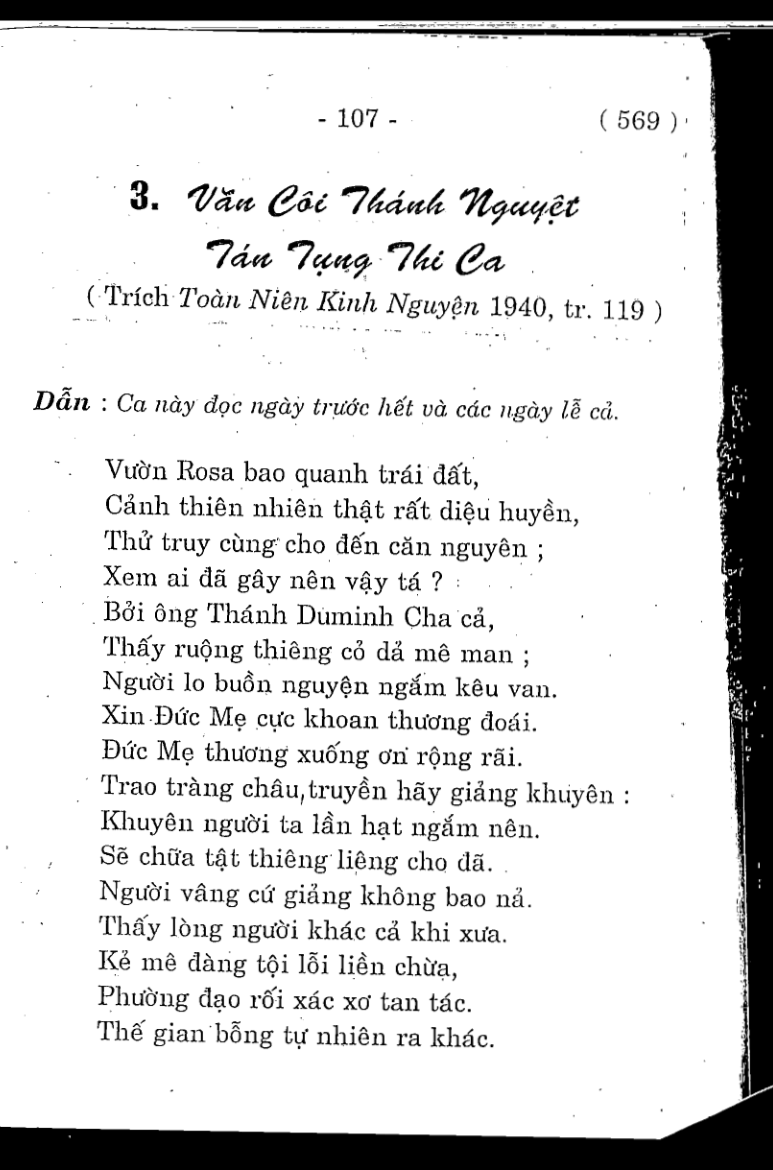 - 107 - ( 569 )
3. Văn Côi Thánh Nguyệt
Tán Tụng Thi Ca
( Trích Toàn Niên Kinh Nguyện 1940, tr. 119 )
Dẫn : Ca này đọc ngày trước hết và các ngày lễ cả.
Vườn Rosa bao quanh trái đất,
Cảnh thiên nhiên thật rất diệu huyền,
Thử truy cùng cho đến căn nguyên ;
Xem ai đã gây nên vậy tá ?
Bởi ông Thánh Duminh Cha cả,
Thấy ruộng thiêng cỏ dả mê man ;
Người lo buồn nguyện ngắm kêu van.
Xin Đức Mẹ cực khoan thương đoái.
Đức Mẹ thương xuống ơn rộng rãi.
Trao tràng châu,truyền hãy giảng khuyên :
Khuyên người ta lần hạt ngắm nên.
Sẽ chữa tật thiêng liêng cho đã.
Người vâng cứ giảng không bao nả.
Thấy lòng người khác cả khi xưa.
Kẻ mê đàng tội lỗi liền chừa,
Phường đạo rối xác xơ tan tác.
Thế gian bỗng tự nhiên ra khác.